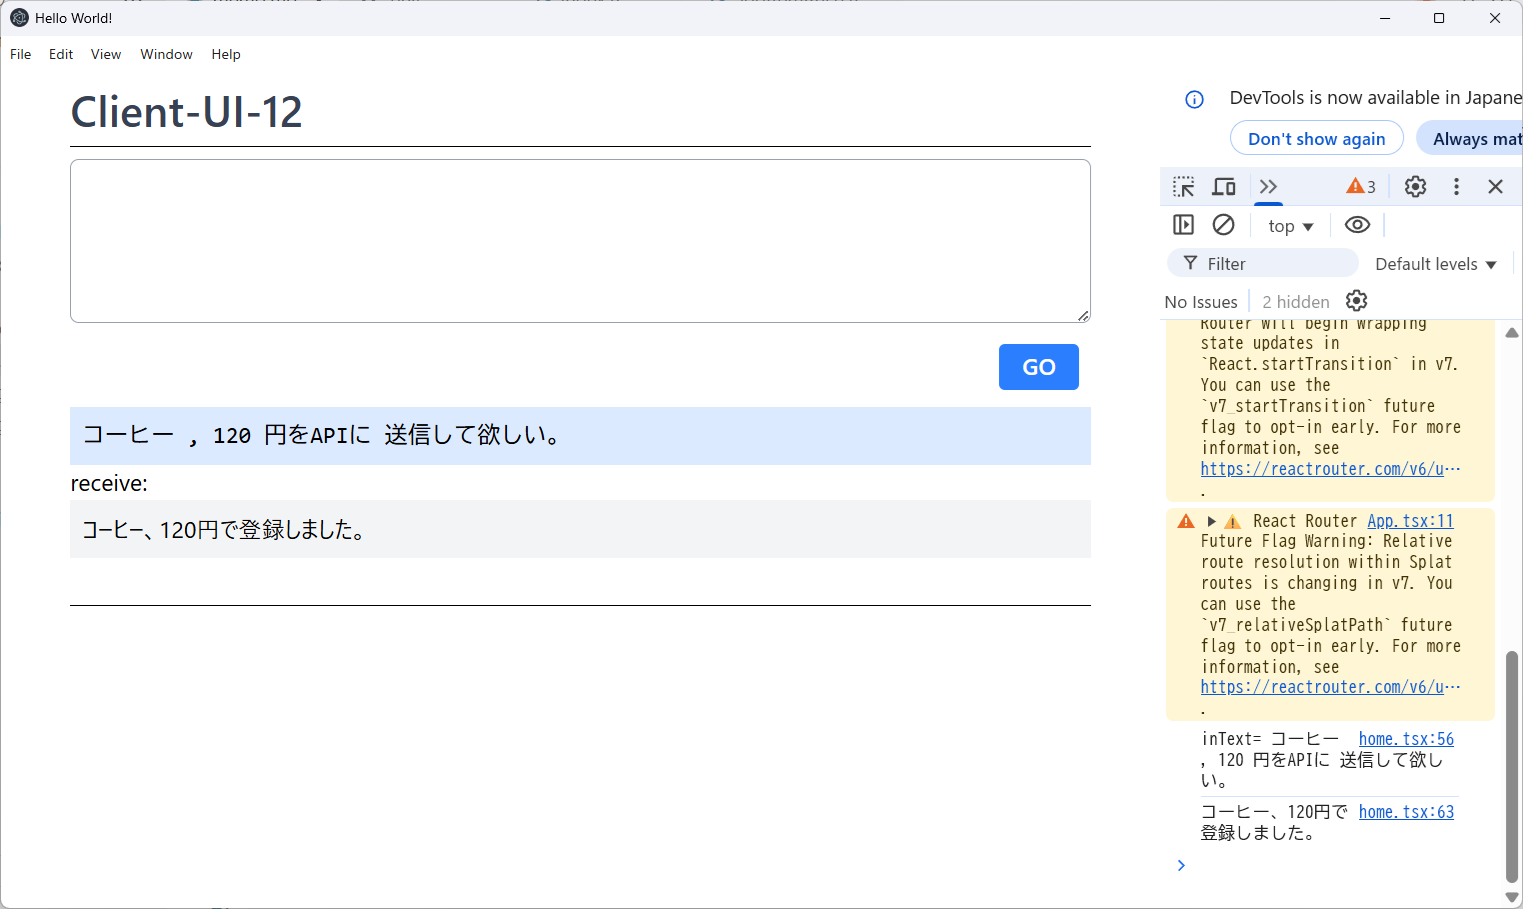 Hello World!
File Edit View Window Help
Client-UI-12
GO
コーヒー , 120 円をAPIに 送信して欲しい。
receive:
コーヒー、120円で登録しました。
DevTools is now available in Japane
Don't show again
Always mat
3
top
Filter
Default levels
No Issues
2 hidden
Router will begin wrapping
state updates in
`React.startTransition` in v7.
You can use the
`v7_startTransition` future
flag to opt-in early. For more
information, see
https://reactrouter.com/v6/u…
.
React Router App.tsx:11
Future Flag Warning: Relative
route resolution within Splat
routes is changing in v7. You
can use the
`v7_relativeSplatPath` future
flag to opt-in early. For more
information, see
https://reactrouter.com/v6/u…
.
inText= コーヒー home.tsx:56
, 120 円をAPIに 送信して欲し
い。
コーヒー、120円で home.tsx:63
登録しました。